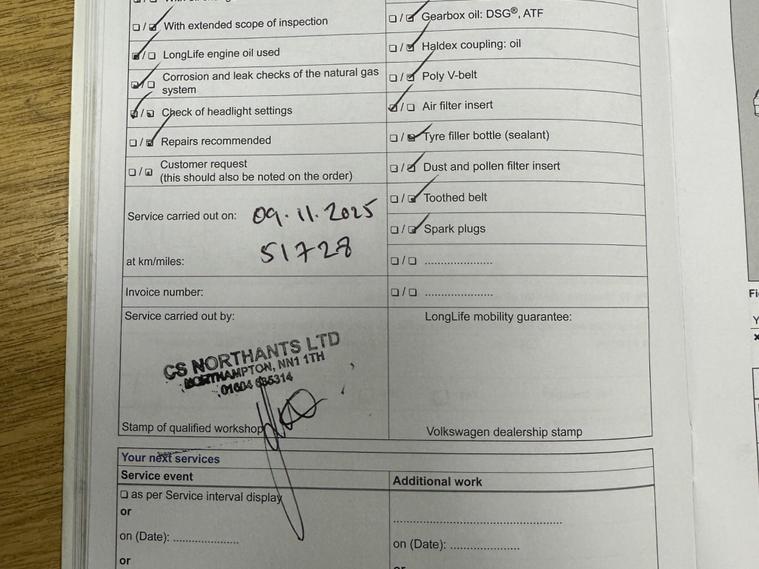 With extended scope of inspection
LongLife engine oil used
Corrosion and leak checks of the natural gas
system
Check of headlight settings
Repairs recommended
Customer request
(this should also be noted on the order)
Gearbox oil: DSG®, ATF
Haldex coupling: oil
Poly V-belt
Air filter insert
Tyre filler bottle (sealant)
Dust and pollen filter insert
Toothed belt
Spark plugs
Service carried out on: 09.11.2025
at km/miles: 51728
Invoice number:
Service carried out by:
CS NORTHANTS LTD
NORTHAMPTON, NN1 1TH
01604 635314
Stamp of qualified workshop
LongLife mobility guarantee:
Volkswagen dealership stamp
Your next services
Service event
as per Service interval display
or
on (Date): ....................
or
Additional work
on (Date): ....................
or
Fi
Y